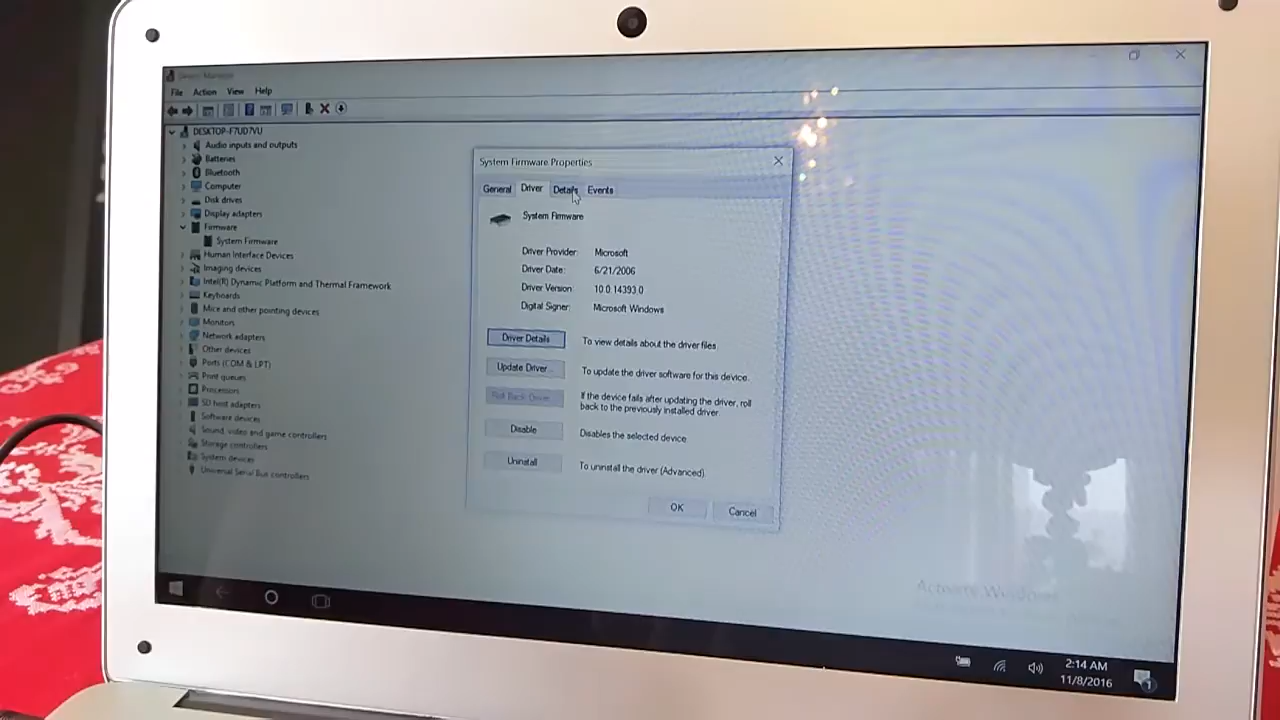 Device Manager
File Action View Help
DESKTOP-F7UD7VU
Audio inputs and outputs
Batteries
Bluetooth
Computer
Disk drives
Display adapters
Firmware
System Firmware
Human Interface Devices
Imaging devices
Intel(R) Dynamic Platform and Thermal Framework
Keyboards
Mice and other pointing devices
Monitors
Network adapters
Other devices
Ports (COM & LPT)
Print queues
Processors
SD host adapters
Software devices
Sound, video and game controllers
Storage controllers
System devices
Universal Serial Bus controllers
System Firmware Properties
General Driver Details Events
System Firmware
Driver Provider: Microsoft
Driver Date: 6/21/2006
Driver Version: 10.0.14393.0
Digital Signer: Microsoft Windows
Driver Details To view details about the driver files
Update Driver... To update the driver software for this device.
Roll Back Driver If the device fails after updating the driver, roll
back to the previously installed driver.
Disable Disables the selected device.
Uninstall To uninstall the driver (Advanced).
OK Cancel
Activate Windows
2:14 AM
11/8/2016
1